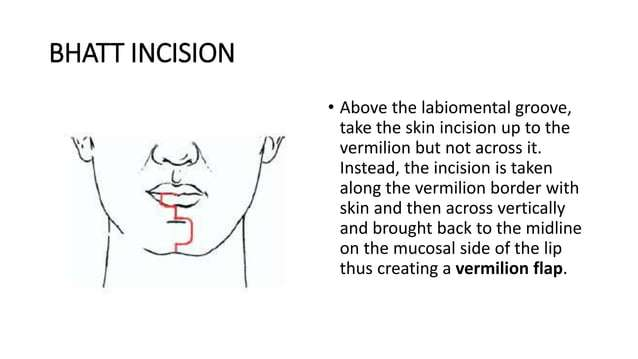 BHATT INCISION
• Above the labiomental groove,
take the skin incision up to the
vermilion but not across it.
Instead, the incision is taken
along the vermilion border with
skin and then across vertically
and brought back to the midline
on the mucosal side of the lip
thus creating a vermilion flap.